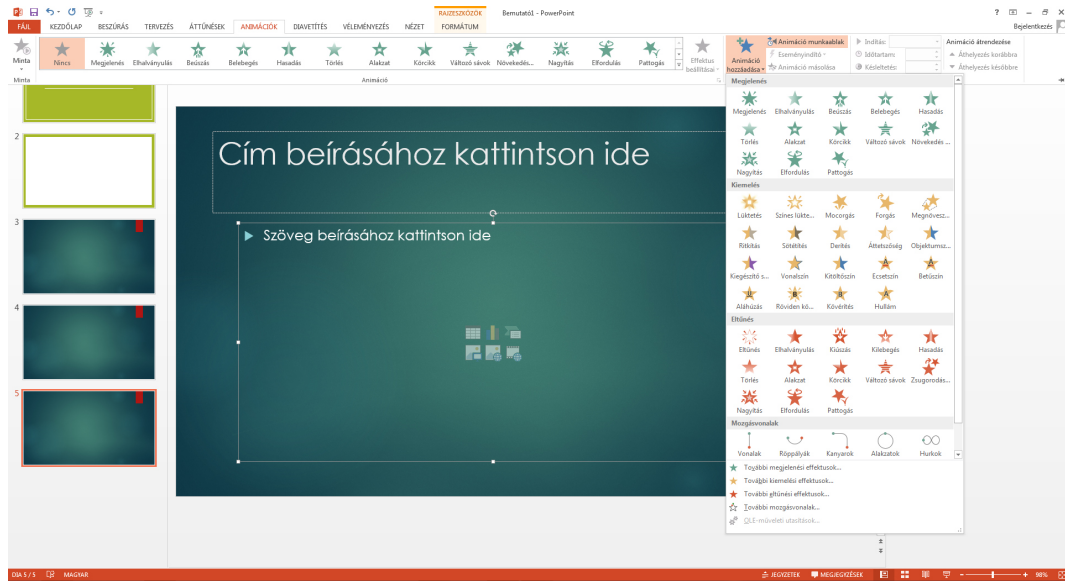 RAJZESZKÖZÖK Bemutató1 - PowerPoint
FÁJL KEZDŐLAP BESZÚRÁS TERVEZÉS ÁTTŰNÉSEK ANIMÁCIÓK DIAVETÍTÉS VÉLEMÉNYEZÉS NÉZET FORMÁTUM Bejelentkezés
Minta
Nincs Megjelenés Elhalványulás Beúszás Belebegés Hasadás Törlés Alakzat Körcikk Változó sávok Növekedés... Nagyítás Elfordulás Pattogás
Effektus beállításai
Animáció hozzáadása
Animáció munkaablak
Eseményindító
Animáció másolása
Indítás:
Időtartam:
Késleltetés:
Animáció átrendezése
Áthelyezés korábbra
Áthelyezés későbbre
Minta Animáció
Megjelenés
Megjelenés Elhalványulás Beúszás Belebegés Hasadás
Törlés Alakzat Körcikk Változó sávok Növekedés ...
Nagyítás Elfordulás Pattogás
Kiemelés
Lüktetés Színes lükte... Mocorgás Forgás Megnövesz...
Ritkítás Sötétítés Derítés Áttetszőség Objektumsz...
Kiegészítő s... Vonalszín Kitöltőszín Ecsetszín Betűszín
Aláhúzás Röviden kö... Kövérítés Hullám
Eltűnés
Eltűnés Elhalványulás Kiúszás Kilebegés Hasadás
Törlés Alakzat Körcikk Változó sávok Zsugorodás...
Nagyítás Elfordulás Pattogás
Mozgásvonalak
Vonalak Röppályák Kanyarok Alakzatok Hurkok
További megjelenési effektusok...
További kiemelési effektusok...
További eltűnési effektusok...
További mozgásvonalak...
OLE-műveleti utasítások...
2
3
4
5
Cím beírásához kattintson ide
Szöveg beírásához kattintson ide
DIA 5 / 5 MAGYAR JEGYZETEK MEGJEGYZÉSEK 98%